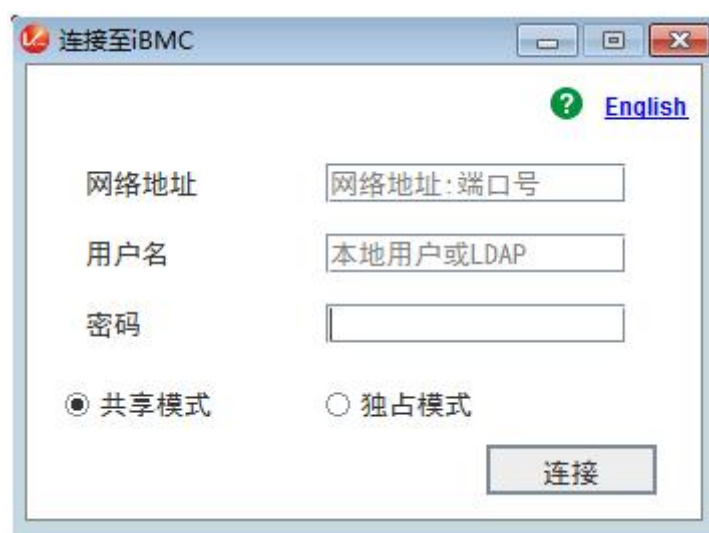 连接至iBMC
English
网络地址 网络地址:端口号
用户名 本地用户或LDAP
密码
共享模式 独占模式
连接